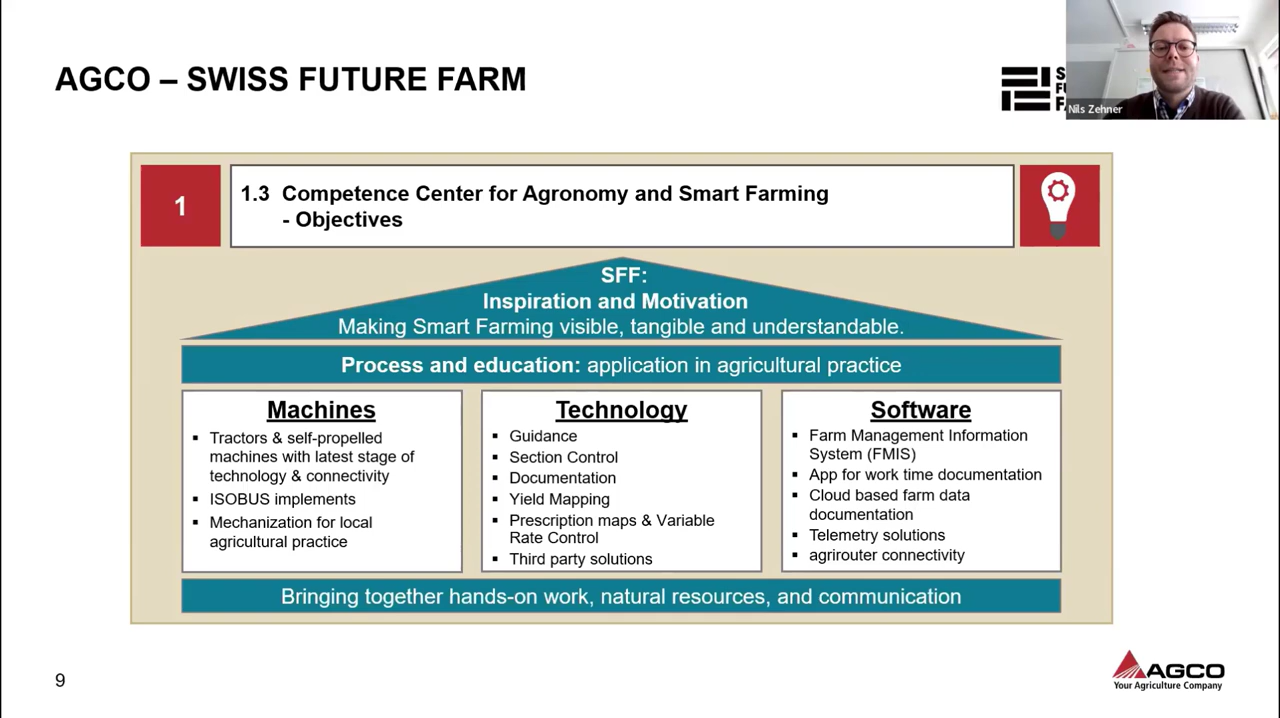 AGCO – SWISS FUTURE FARM
Nils Zehner
1
1.3 Competence Center for Agronomy and Smart Farming
- Objectives
SFF:
Inspiration and Motivation
Making Smart Farming visible, tangible and understandable.
Process and education: application in agricultural practice
Machines
▪ Tractors & self-propelled
machines with latest stage of
technology & connectivity
▪ ISOBUS implements
▪ Mechanization for local
agricultural practice
Technology
▪ Guidance
▪ Section Control
▪ Documentation
▪ Yield Mapping
▪ Prescription maps & Variable
Rate Control
▪ Third party solutions
Software
▪ Farm Management Information
System (FMIS)
▪ App for work time documentation
▪ Cloud based farm data
documentation
▪ Telemetry solutions
▪ agrirouter connectivity
Bringing together hands-on work, natural resources, and communication
9
AGCO
Your Agriculture Company